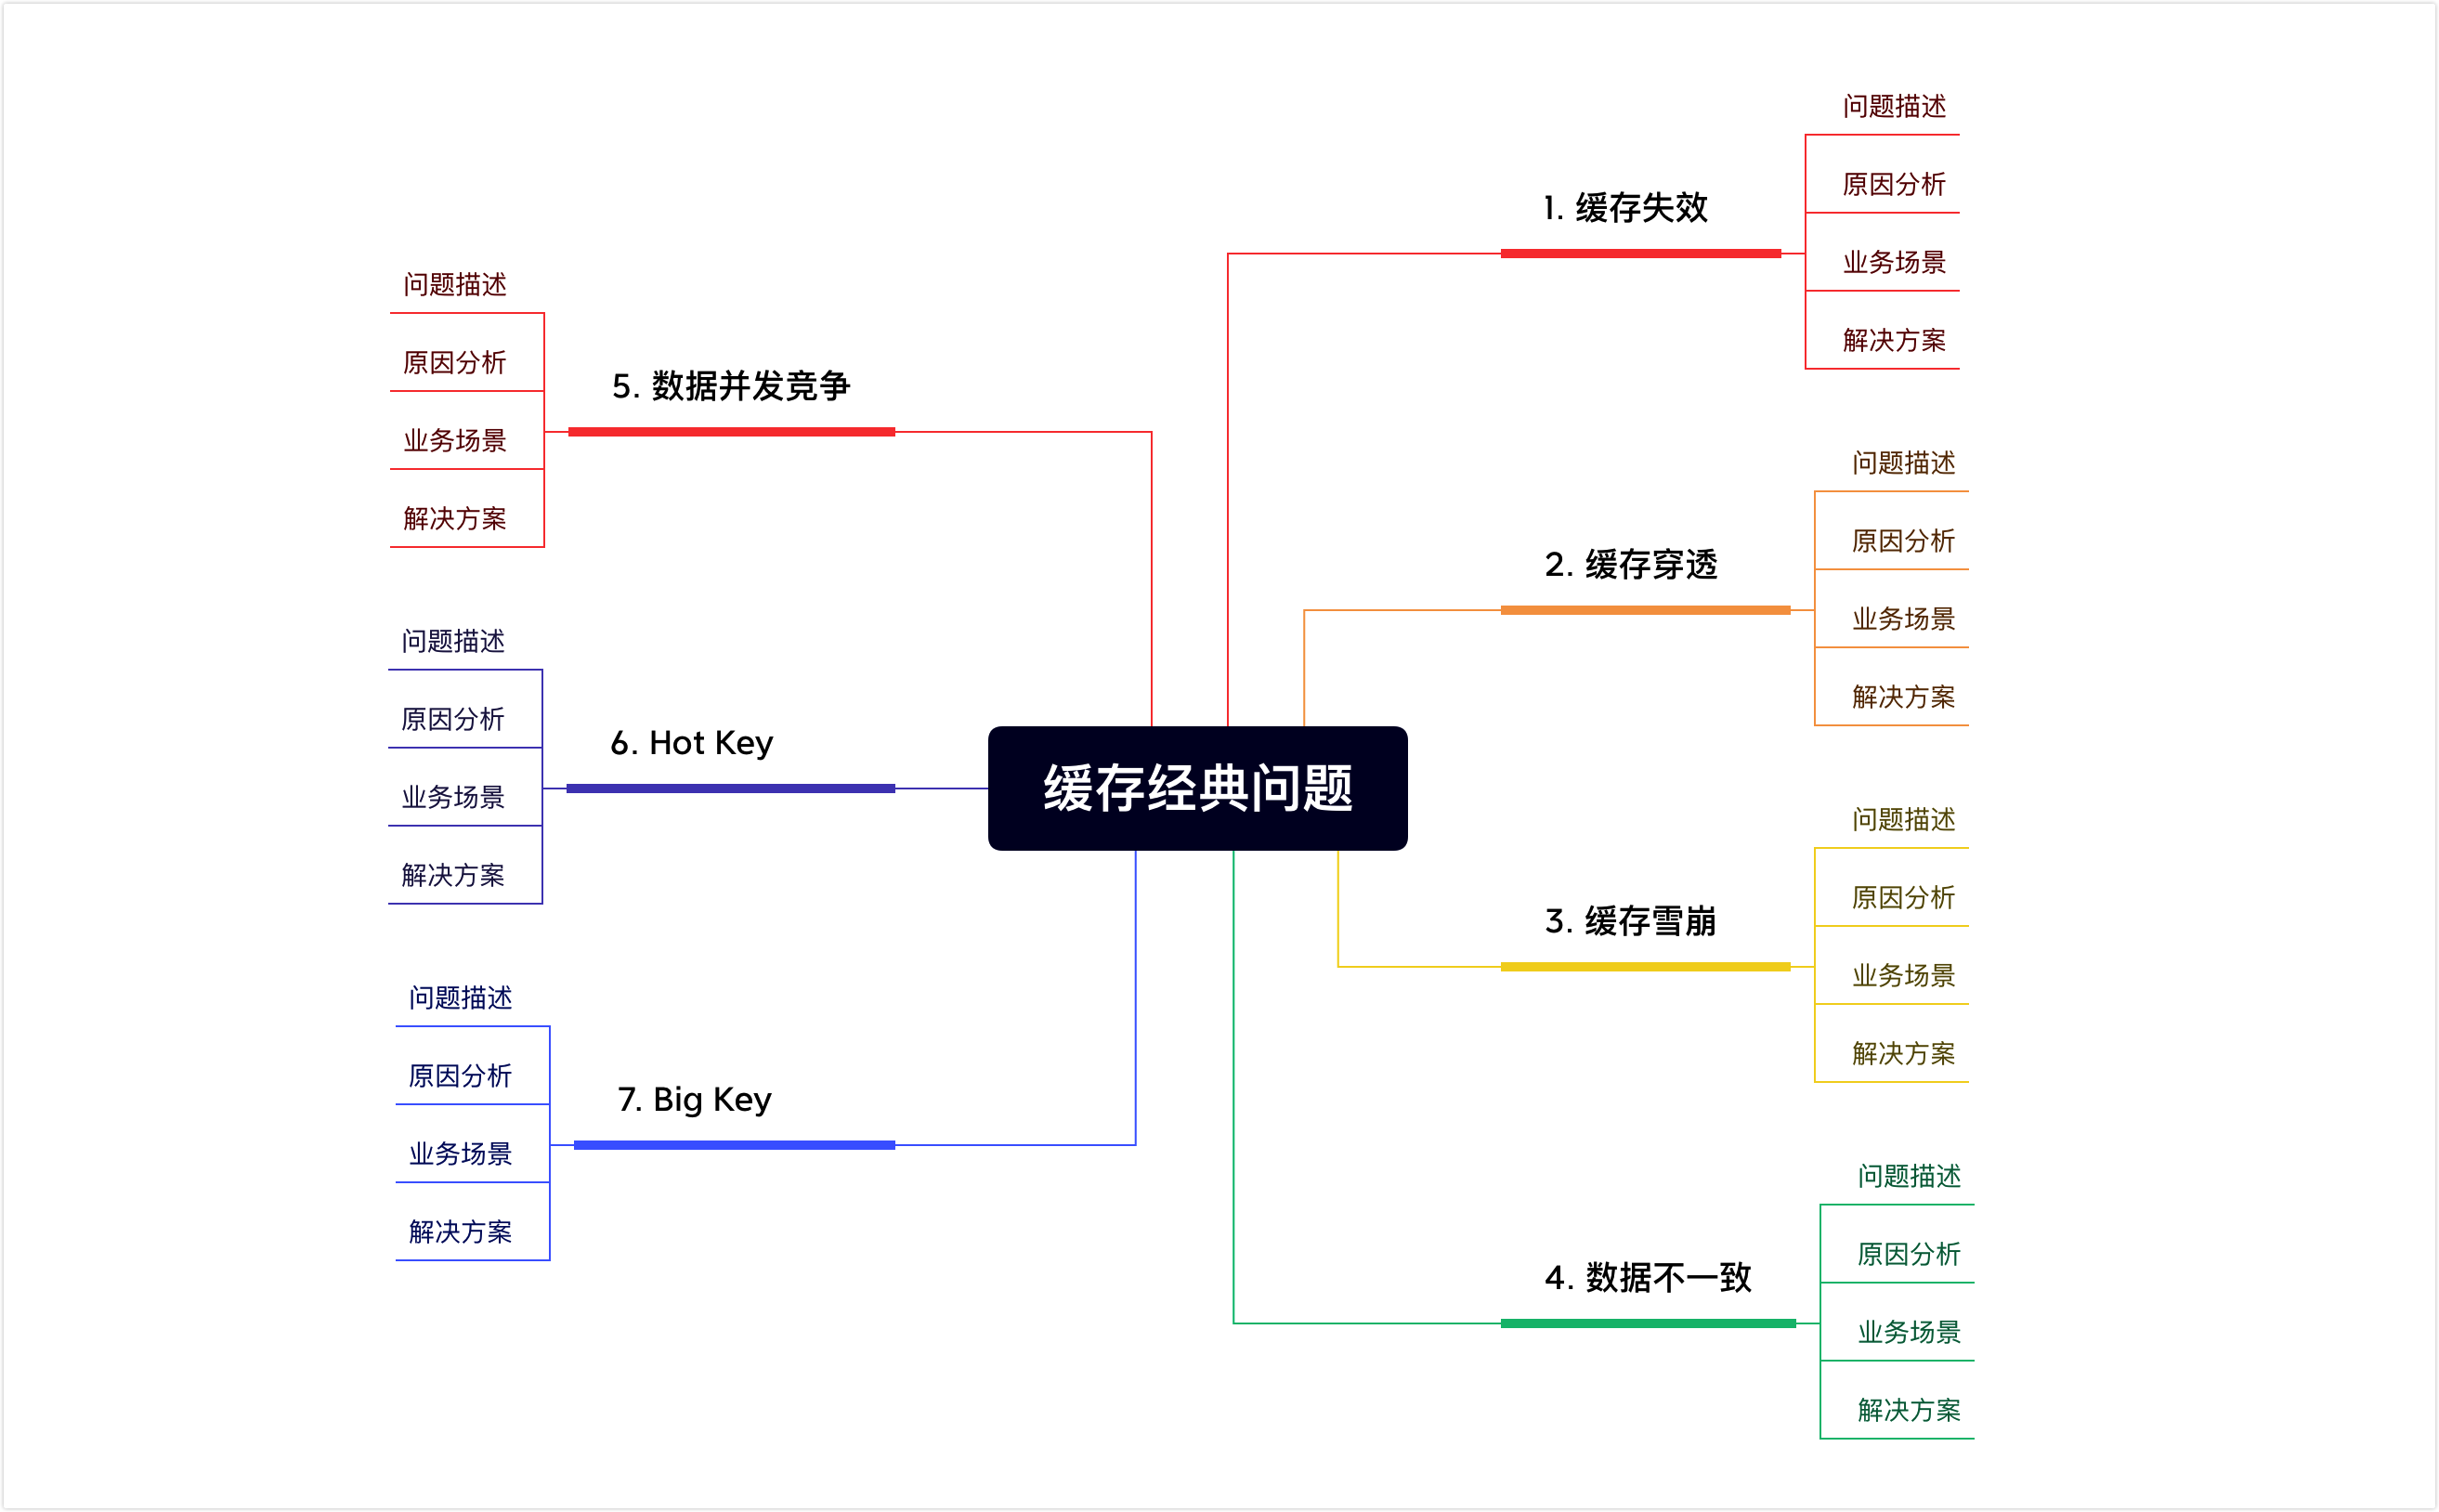 缓存经典问题
1. 缓存失效
问题描述
原因分析
业务场景
解决方案
2. 缓存穿透
问题描述
原因分析
业务场景
解决方案
3. 缓存雪崩
问题描述
原因分析
业务场景
解决方案
4. 数据不一致
问题描述
原因分析
业务场景
解决方案
5. 数据并发竞争
问题描述
原因分析
业务场景
解决方案
6. Hot Key
问题描述
原因分析
业务场景
解决方案
7. Big Key
问题描述
原因分析
业务场景
解决方案